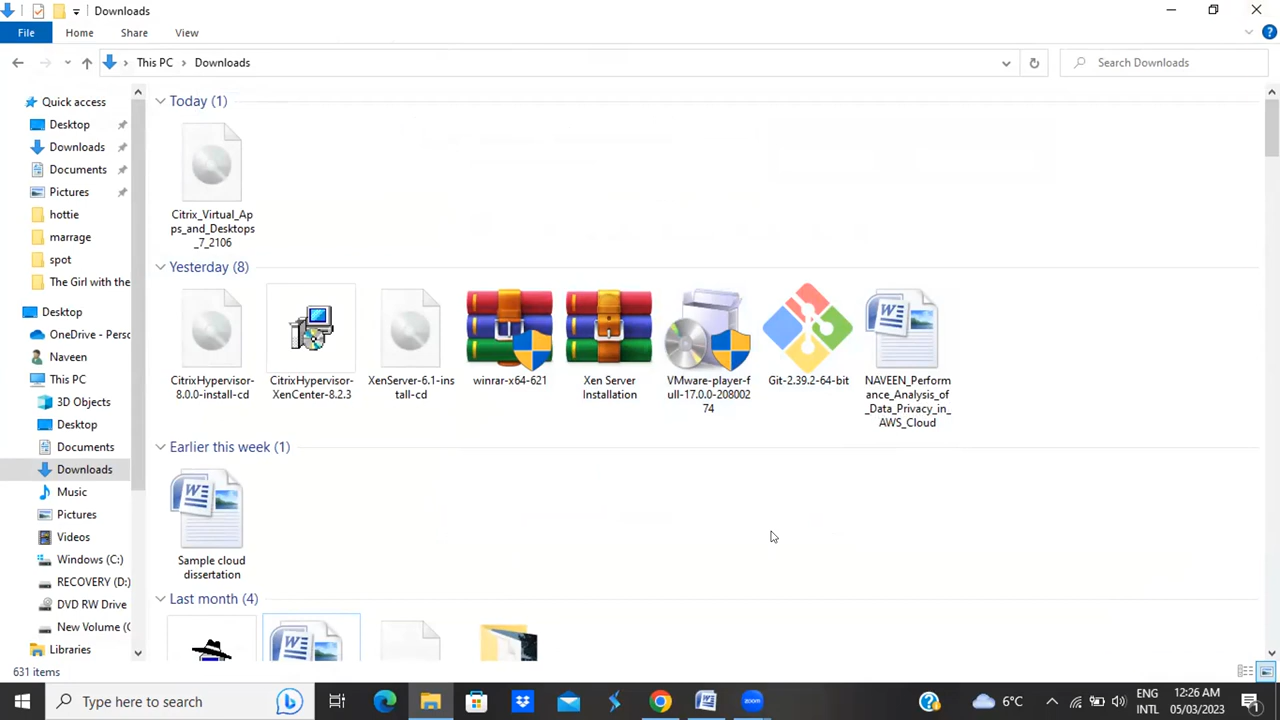 Downloads
File
Home
Share
View
This PC
Downloads
Search Downloads
Quick access
Desktop
Downloads
Documents
Pictures
hottie
marrage
spot
The Girl with the
Desktop
OneDrive - Perso
Naveen
This PC
3D Objects
Desktop
Documents
Downloads
Music
Pictures
Videos
Windows (C:)
RECOVERY (D:)
DVD RW Drive
New Volume (
Libraries
Today (1)
Citrix_Virtual_Ap
ps_and_Desktops
_7_2106
Yesterday (8)
CitrixHypervisor-
8.0.0-install-cd
CitrixHypervisor-
XenCenter-8.2.3
XenServer-6.1-ins
tall-cd
winrar-x64-621
Xen Server
Installation
VMware-player-f
ull-17.0.0-208002
74
Git-2.39.2-64-bit
NAVEEN_Perform
ance_Analysis_of
_Data_Privacy_in_
AWS_Cloud
Earlier this week (1)
Sample cloud
dissertation
Last month (4)
631 items
Type here to search
zoom
6°C
ENG
INTL
12:26 AM
05/03/2023